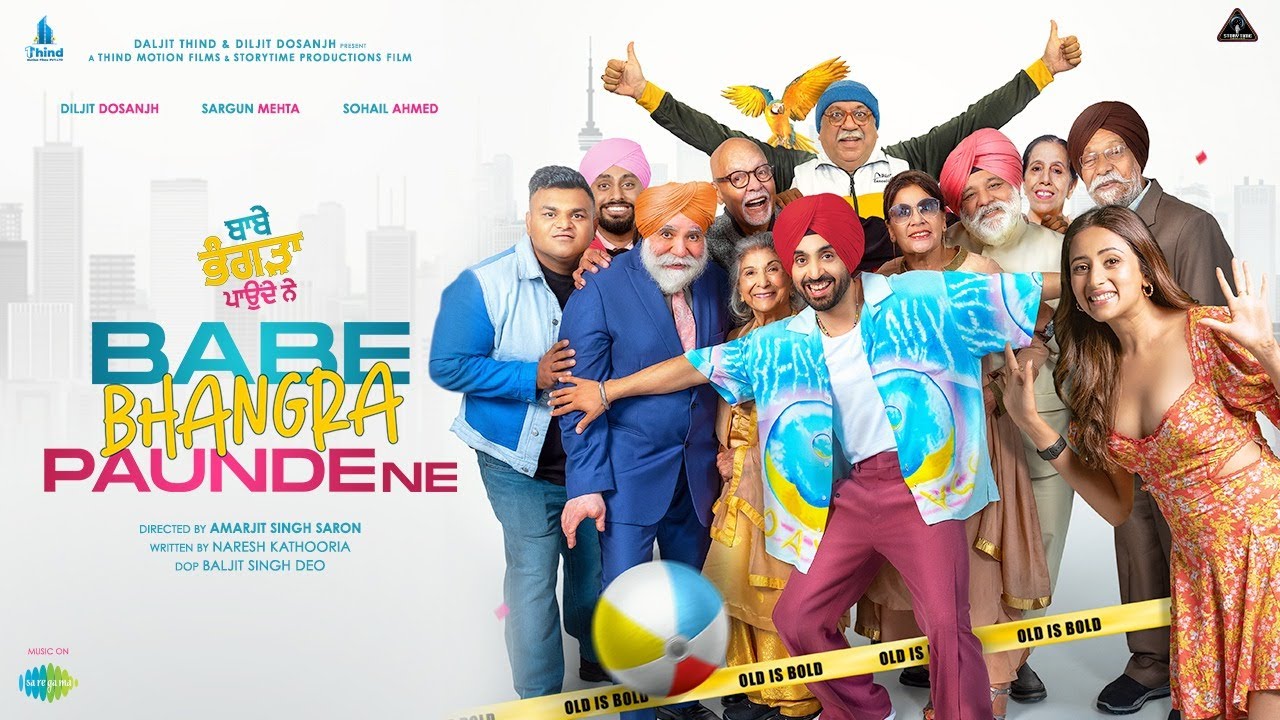 Thind
DALJIT THIND & DILJIT DOSANJH PRESENT
A THIND MOTION FILMS & STORYTIME PRODUCTIONS FILM
STORY TIME
DILJIT DOSANJH SARGUN MEHTA SOHAIL AHMED
ਬਾਬੇ
ਭੰਗੜਾ
ਪਾਉਂਦੇ ਨੇ
BABE
BHANGRA
PAUNDE NE
DIRECTED BY AMARJIT SINGH SARON
WRITTEN BY NARESH KATHOORIA
DOP BALJIT SINGH DEO
MUSIC ON
saregama
OLD IS BOLD
OLD IS BOLD
OLD IS BOLD
OLD IS BOLD